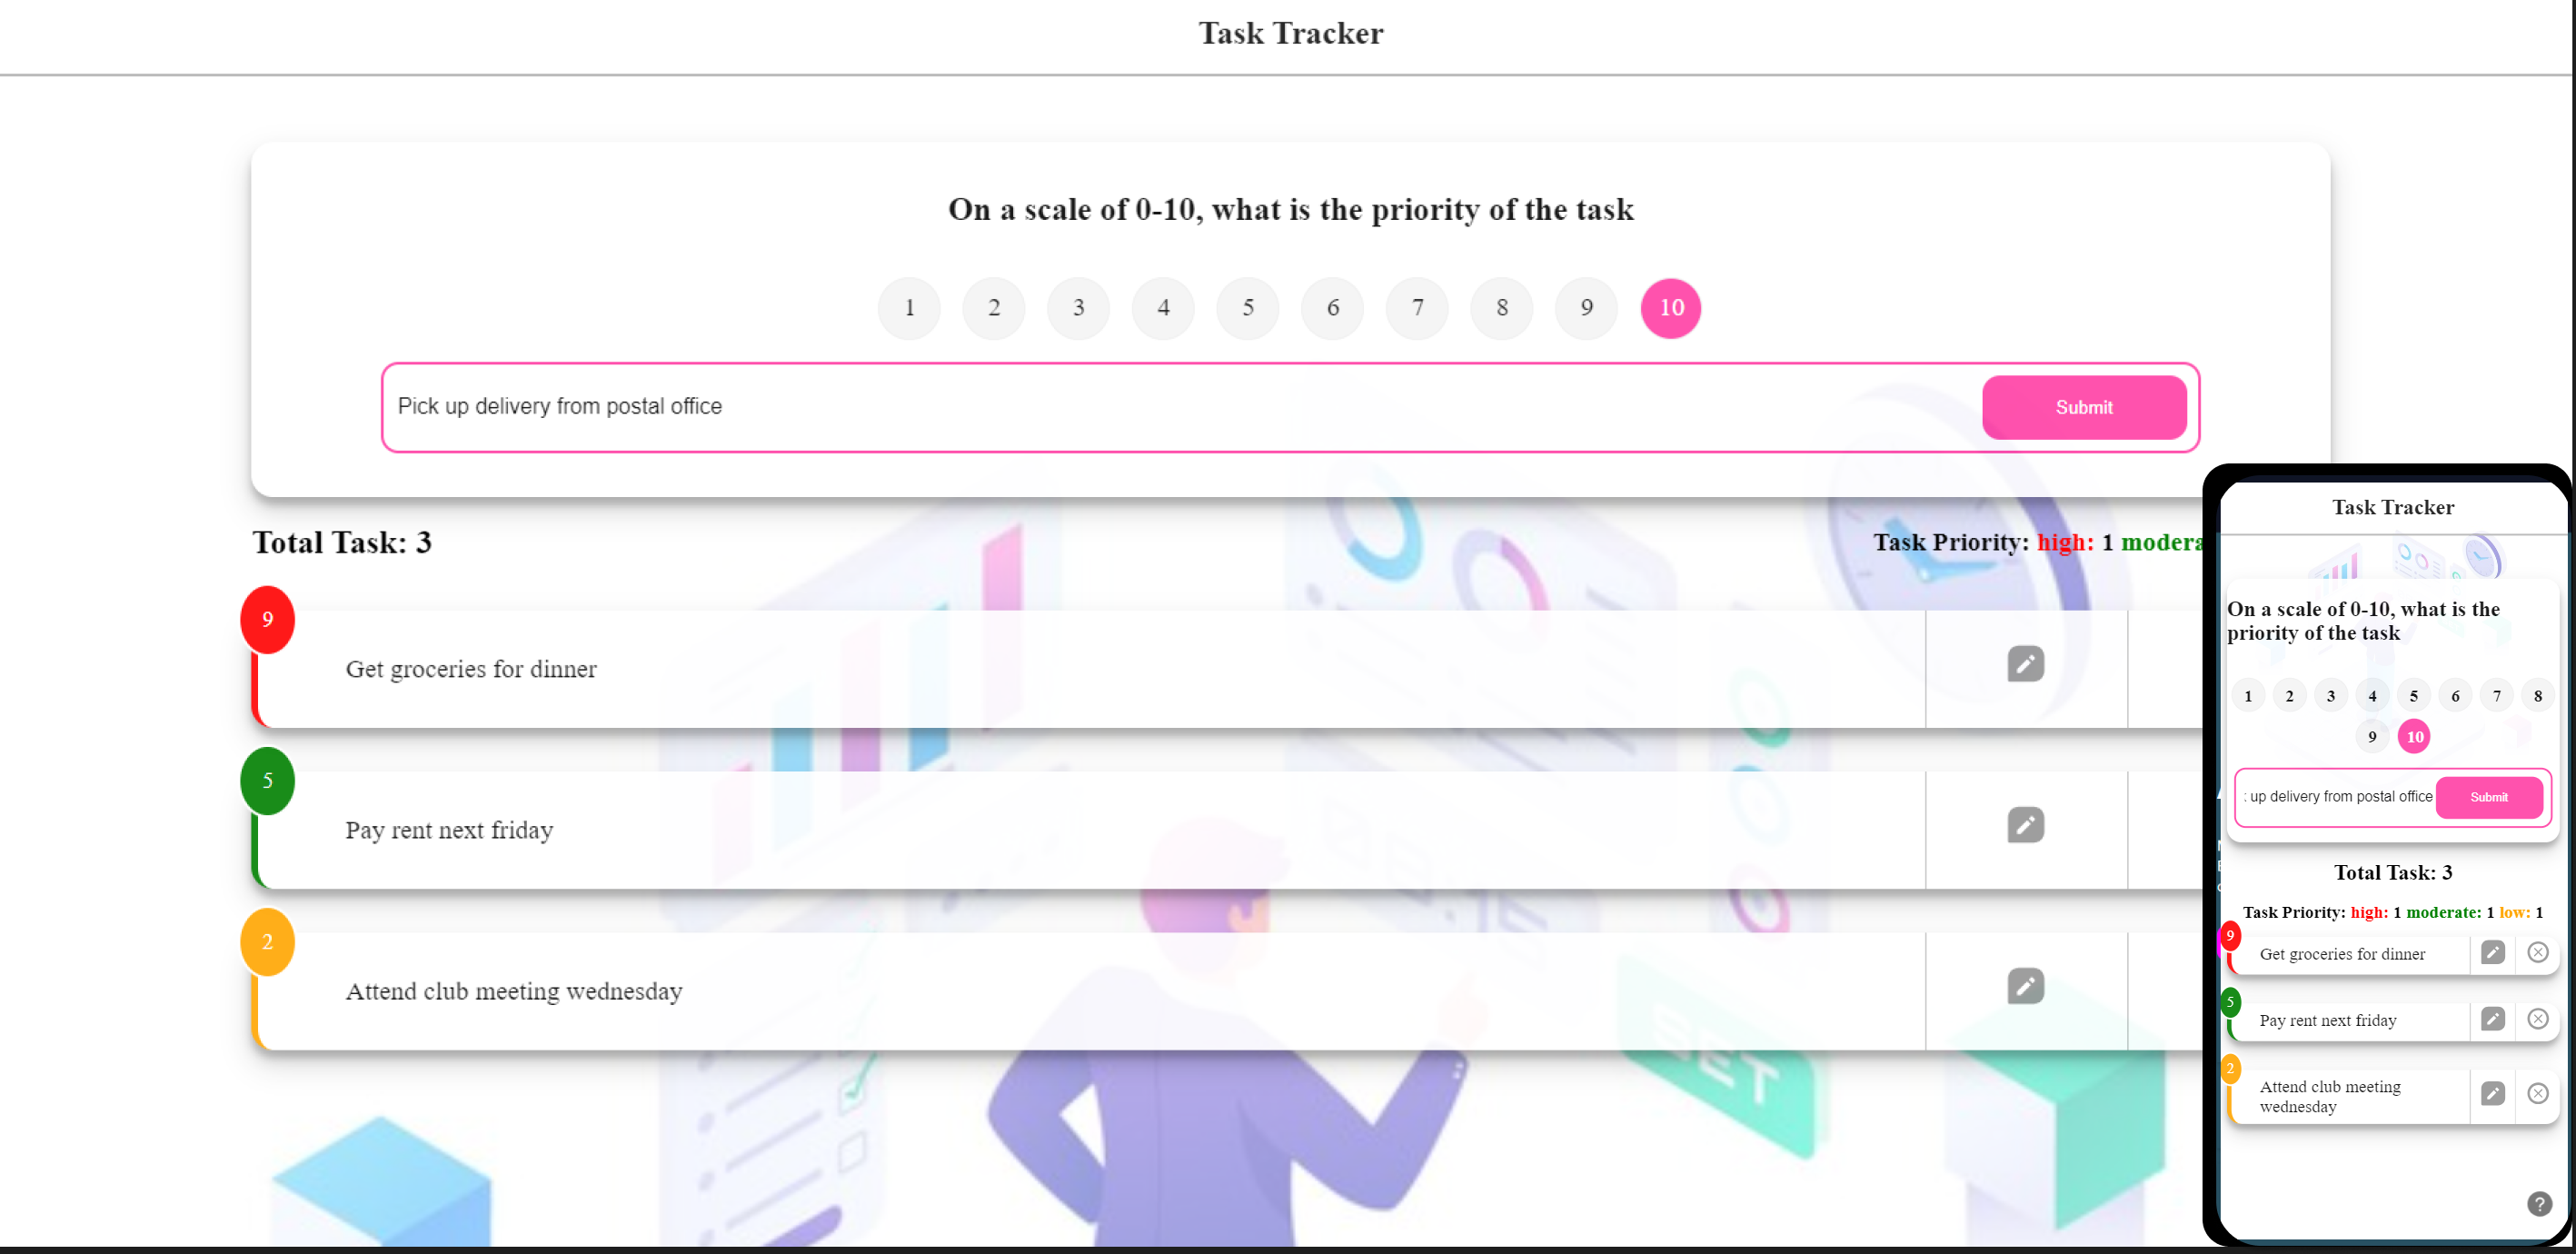 Task Tracker
On a scale of 0-10, what is the priority of the task
1 2 3 4 5 6 7 8 9 10
Pick up delivery from postal office Submit
Total Task: 3
Task Priority: high: 1 modera
9
Get groceries for dinner
5
Pay rent next friday
2
Attend club meeting wednesday
SET
Task Tracker
On a scale of 0-10, what is the
priority of the task
1 2 3 4 5 6 7 8
9 10
up delivery from postal office Submit
Total Task: 3
Task Priority: high: 1 moderate: 1 low: 1
9
Get groceries for dinner
5
Pay rent next friday
2
Attend club meeting
wednesday
?